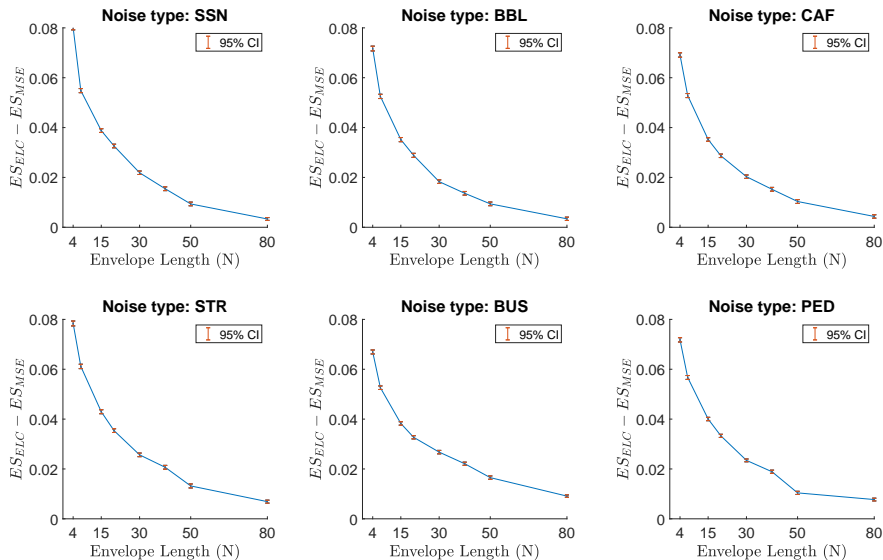 Noise type: SSN
95% CI
0.08
0.06
0.04
0.02
0
ES_ELC − ES_MSE
4 15 30 50 80
Envelope Length (N)
Noise type: BBL
95% CI
0.08
0.06
0.04
0.02
0
ES_ELC − ES_MSE
4 15 30 50 80
Envelope Length (N)
Noise type: CAF
95% CI
0.08
0.06
0.04
0.02
0
ES_ELC − ES_MSE
4 15 30 50 80
Envelope Length (N)
Noise type: STR
95% CI
0.08
0.06
0.04
0.02
0
ES_ELC − ES_MSE
4 15 30 50 80
Envelope Length (N)
Noise type: BUS
95% CI
0.08
0.06
0.04
0.02
0
ES_ELC − ES_MSE
4 15 30 50 80
Envelope Length (N)
Noise type: PED
95% CI
0.08
0.06
0.04
0.02
0
ES_ELC − ES_MSE
4 15 30 50 80
Envelope Length (N)